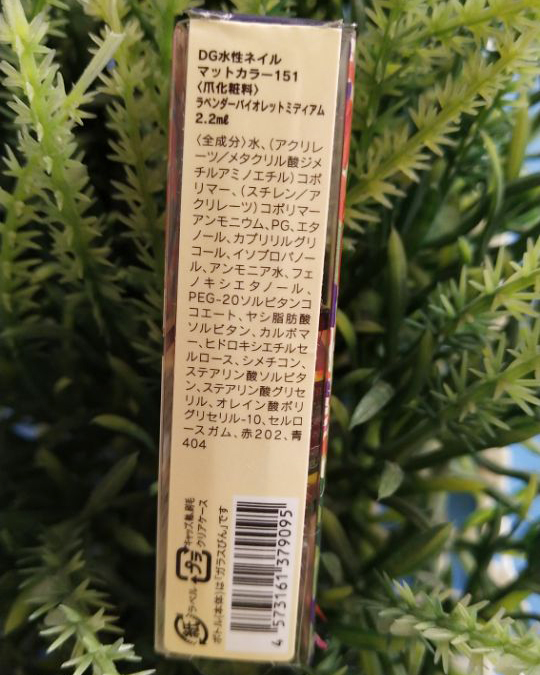 DG水性ネイル
マットカラー151
〈爪化粧料〉
ラベンダーバイオレットミディアム
2.2mℓ
〈全成分〉水、(アクリレ
ーツ/メタクリル酸ジメ
チルアミノエチル)コポ
リマー、(スチレン/ア
クリレーツ)コポリマー
アンモニウム、PG、エタ
ノール、カプリリルグリ
コール、イソプロパノー
ル、アンモニア水、フェ
ノキシエタノール、
PEG-20ソルビタンコ
コエート、ヤシ脂肪酸
ソルビタン、カルボマ
ー、ヒドロキシエチルセ
ルロース、シメチコン、
ステアリン酸ソルビタ
ン、ステアリン酸グリセ
リル、オレイン酸ポリ
グリセリル-10、セルロ
ースガム、赤202、青
404
紙
ラベル
プラ
キャップ、軸、刷毛
クリアケース
ボトル(本体)は「ガラスびん」です
4573161379095